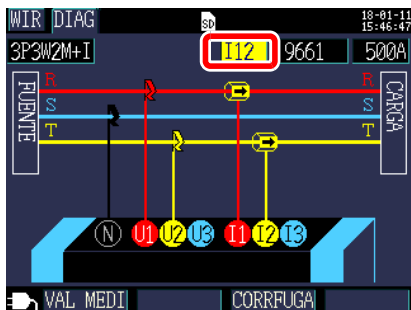 WIR DIAG SD 18-01-11
15:46:47
3P3W2M+I I12 9661 500A
R R
S S
T T
FUENTE
CARGA
N U1 U2 U3 I1 I2 I3
VAL MEDI CORRFUGA